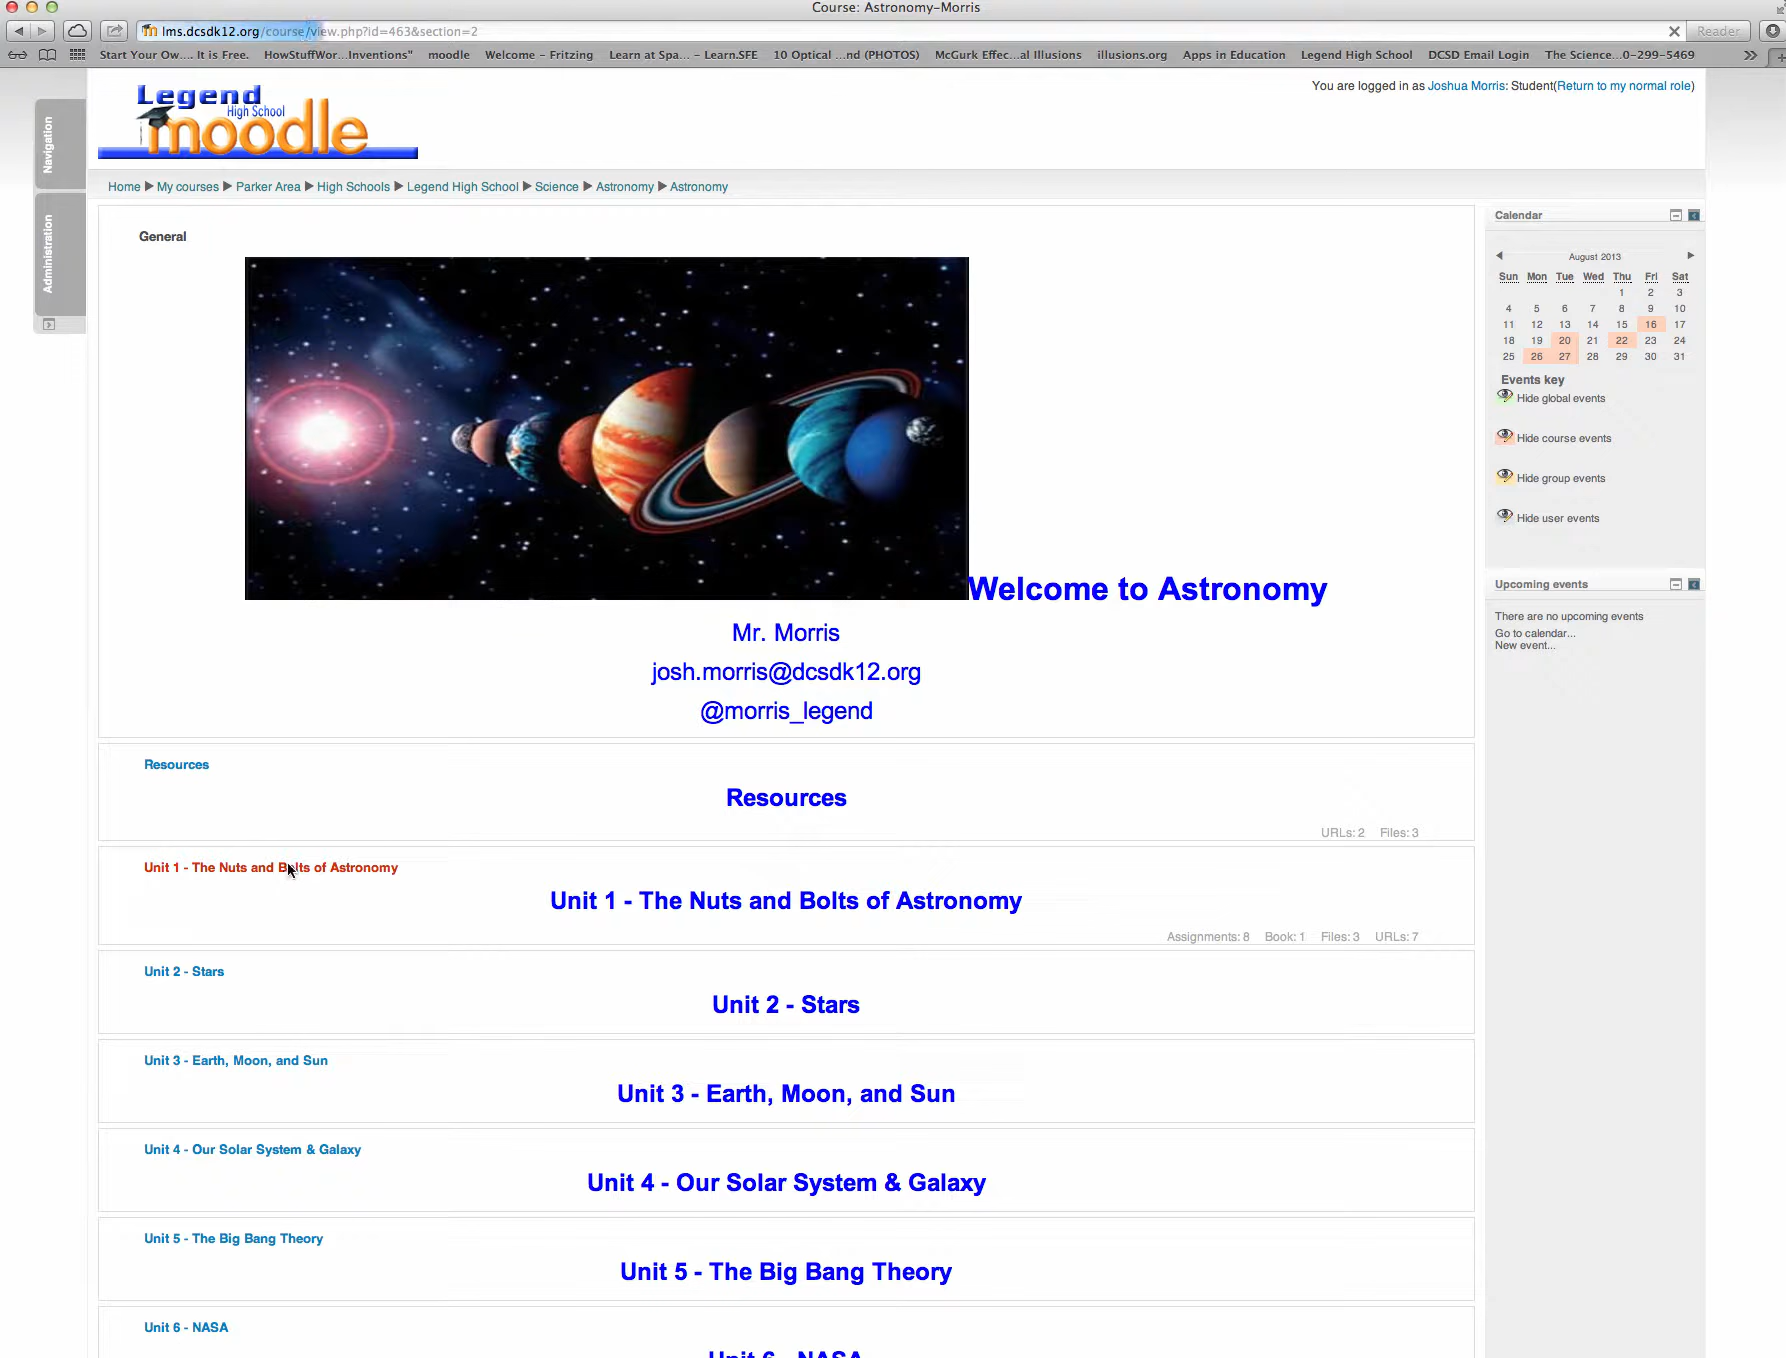 Course: Astronomy-Morris
lms.dcsdk12.org/course/view.php?id=463&section=2
Reader
Start Your Ow.... It is Free. HowStuffWor...Inventions" moodle Welcome – Fritzing Learn at Spa... – Learn.SFE 10 Optical ...nd (PHOTOS) McGurk Effec...al Illusions illusions.org Apps in Education Legend High School DCSD Email Login The Science...0-299-5469
Legend
High School
moodle
You are logged in as Joshua Morris: Student(Return to my normal role)
Navigation
Administration
Home ▶ My courses ▶ Parker Area ▶ High Schools ▶ Legend High School ▶ Science ▶ Astronomy ▶ Astronomy
General
Welcome to Astronomy
Mr. Morris
josh.morris@dcsdk12.org
@morris_legend
Resources
Resources
URLs: 2 Files: 3
Unit 1 - The Nuts and Bolts of Astronomy
Unit 1 - The Nuts and Bolts of Astronomy
Assignments: 8 Book: 1 Files: 3 URLs: 7
Unit 2 - Stars
Unit 2 - Stars
Unit 3 - Earth, Moon, and Sun
Unit 3 - Earth, Moon, and Sun
Unit 4 - Our Solar System & Galaxy
Unit 4 - Our Solar System & Galaxy
Unit 5 - The Big Bang Theory
Unit 5 - The Big Bang Theory
Unit 6 - NASA
Unit 6 - NASA
Calendar
August 2013
Sun Mon Tue Wed Thu Fri Sat
1 2 3
4 5 6 7 8 9 10
11 12 13 14 15 16 17
18 19 20 21 22 23 24
25 26 27 28 29 30 31
Events key
Hide global events
Hide course events
Hide group events
Hide user events
Upcoming events
There are no upcoming events
Go to calendar...
New event...